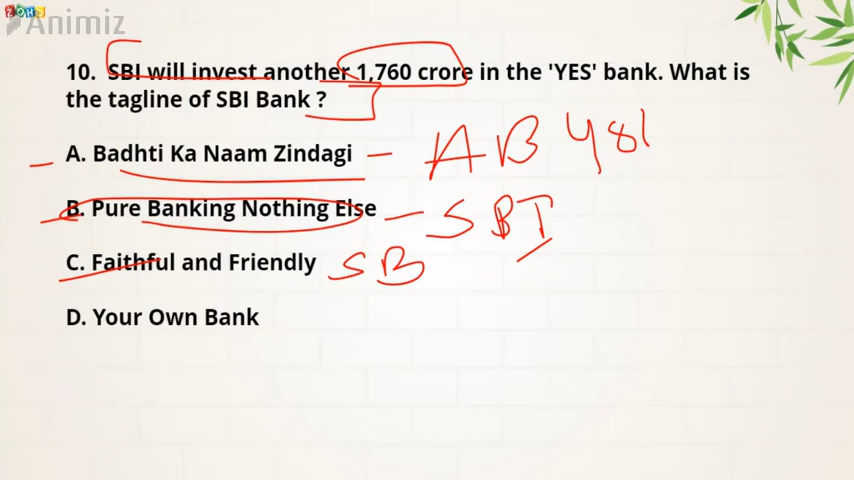 ZOHO
Animiz
10. SBI will invest another 1,760 crore in the 'YES' bank. What is
the tagline of SBI Bank ?
A. Badhti Ka Naam Zindagi - AB
B. Pure Banking Nothing Else - SBI
C. Faithful and Friendly SB
D. Your Own Bank